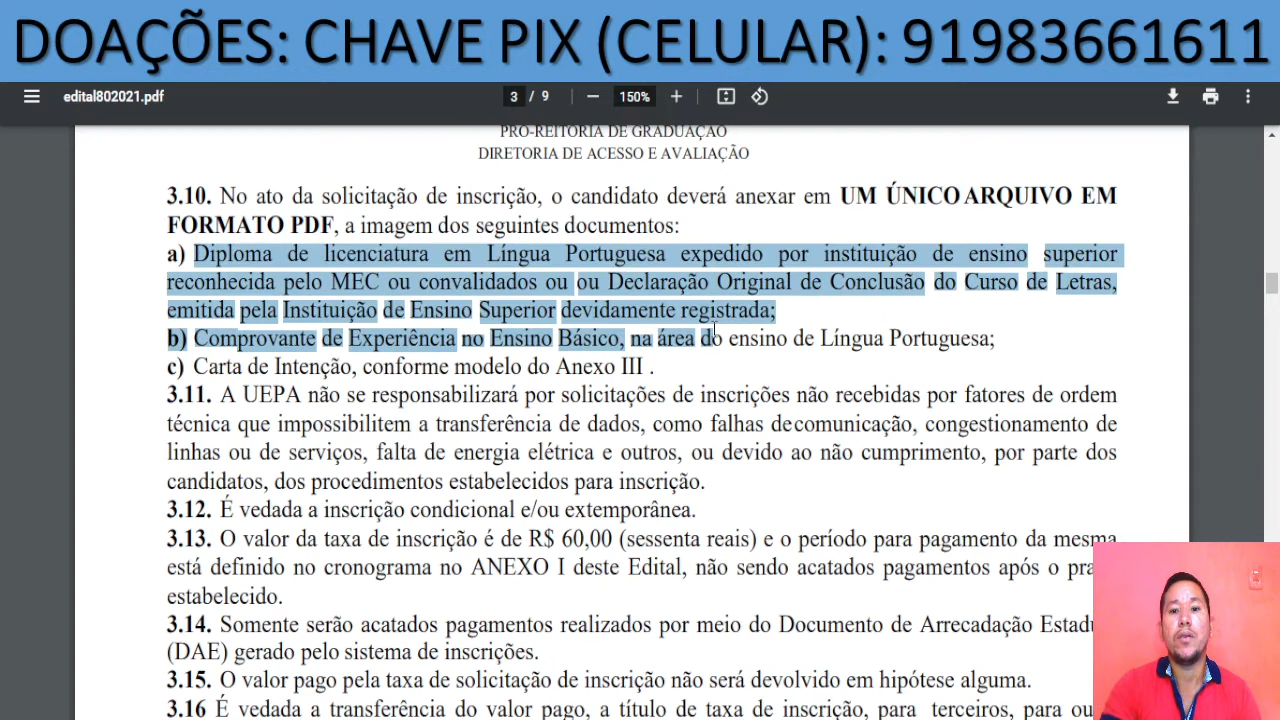 DOAÇÕES: CHAVE PIX (CELULAR): 91983661611
edital802021.pdf
3 / 9
150%
PRÓ-REITORIA DE GRADUAÇÃO
DIRETORIA DE ACESSO E AVALIAÇÃO
3.10. No ato da solicitação de inscrição, o candidato deverá anexar em UM ÚNICO ARQUIVO EM
FORMATO PDF, a imagem dos seguintes documentos:
a) Diploma de licenciatura em Língua Portuguesa expedido por instituição de ensino superior
reconhecida pelo MEC ou convalidados ou ou Declaração Original de Conclusão do Curso de Letras,
emitida pela Instituição de Ensino Superior devidamente registrada;
b) Comprovante de Experiência no Ensino Básico, na área do ensino de Língua Portuguesa;
c) Carta de Intenção, conforme modelo do Anexo III .
3.11. A UEPA não se responsabilizará por solicitações de inscrições não recebidas por fatores de ordem
técnica que impossibilitem a transferência de dados, como falhas decomunicação, congestionamento de
linhas ou de serviços, falta de energia elétrica e outros, ou devido ao não cumprimento, por parte dos
candidatos, dos procedimentos estabelecidos para inscrição.
3.12. É vedada a inscrição condicional e/ou extemporânea.
3.13. O valor da taxa de inscrição é de R$ 60,00 (sessenta reais) e o período para pagamento da mesma
está definido no cronograma no ANEXO I deste Edital, não sendo acatados pagamentos após o pra
estabelecido.
3.14. Somente serão acatados pagamentos realizados por meio do Documento de Arrecadação Estadu
(DAE) gerado pelo sistema de inscrições.
3.15. O valor pago pela taxa de solicitação de inscrição não será devolvido em hipótese alguma.
3.16 É vedada a transferência do valor pago, a título de taxa de inscrição, para terceiros, para ou